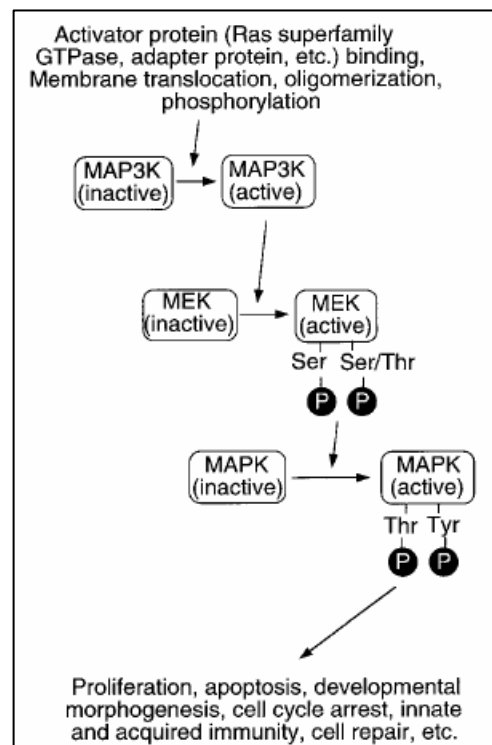 Activator protein (Ras superfamily
GTPase, adapter protein, etc.) binding,
Membrane translocation, oligomerization,
phosphorylation
MAP3K
(inactive)
MAP3K
(active)
MEK
(inactive)
MEK
(active)
Ser Ser/Thr
P P
MAPK
(inactive)
MAPK
(active)
Thr Tyr
P P
Proliferation, apoptosis, developmental
morphogenesis, cell cycle arrest, innate
and acquired immunity, cell repair, etc.